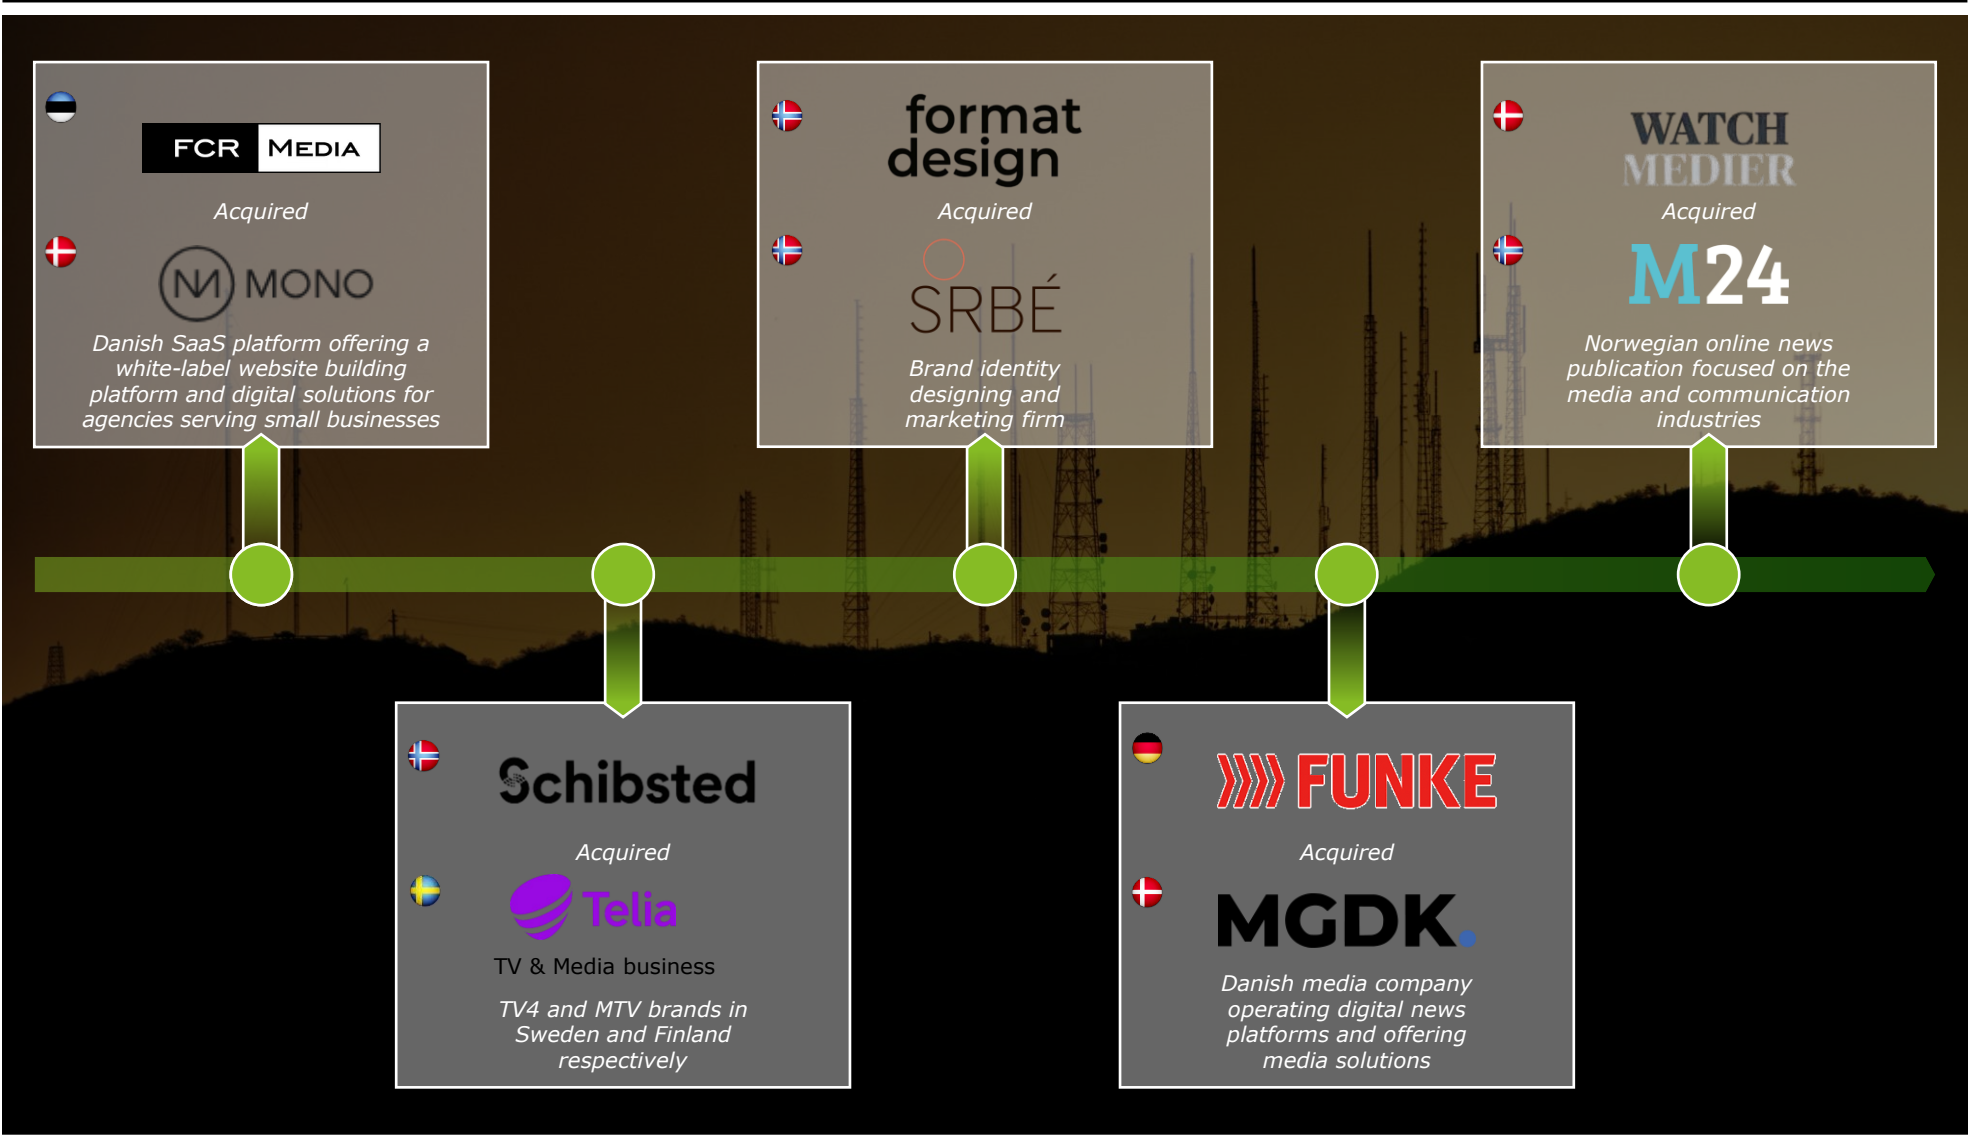 FCR MEDIA
Acquired
MONO
Danish SaaS platform offering a
white-label website building
platform and digital solutions for
agencies serving small businesses
format
design
Acquired
SRBÉ
Brand identity
designing and
marketing firm
WATCH
MEDIER
Acquired
M24
Norwegian online news
publication focused on the
media and communication
industries
Schibsted
Acquired
Telia
TV & Media business
TV4 and MTV brands in
Sweden and Finland
respectively
FUNKE
Acquired
MGDK.
Danish media company
operating digital news
platforms and offering
media solutions